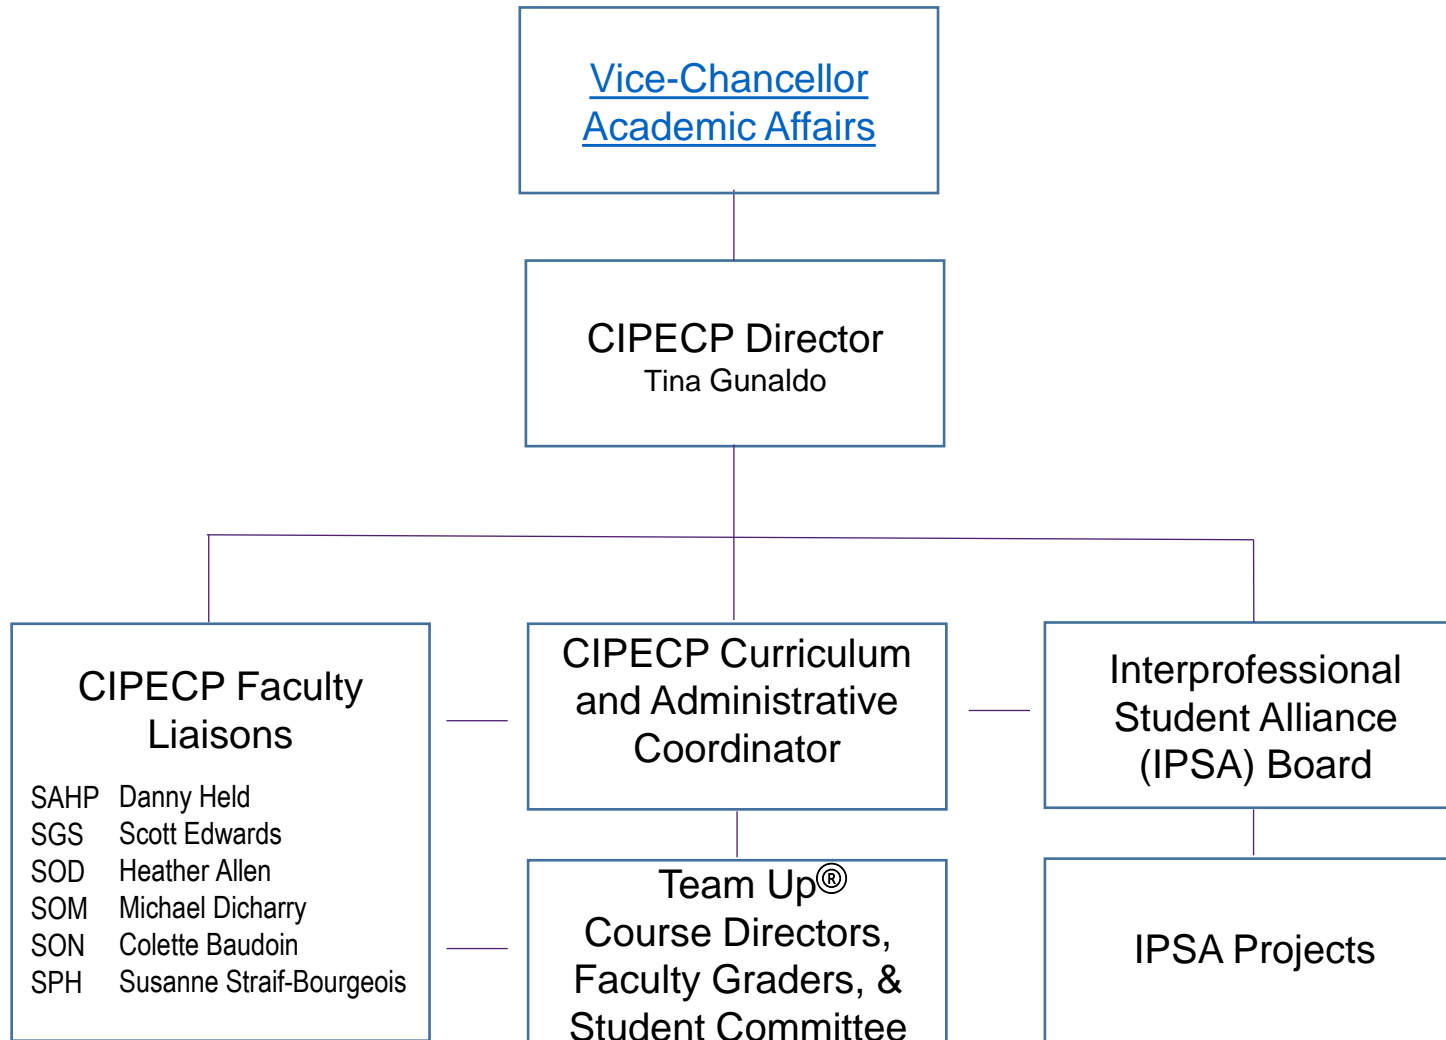 Vice-Chancellor
Academic Affairs
CIPECP Director
Tina Gunaldo
CIPECP Faculty
Liaisons
SAHP Danny Held
SGS Scott Edwards
SOD Heather Allen
SOM Michael Dicharry
SON Colette Baudoin
SPH Susanne Straif-Bourgeois
CIPECP Curriculum
and Administrative
Coordinator
Team Up®
Course Directors,
Faculty Graders, &
Student Committee
Interprofessional
Student Alliance
(IPSA) Board
IPSA Projects